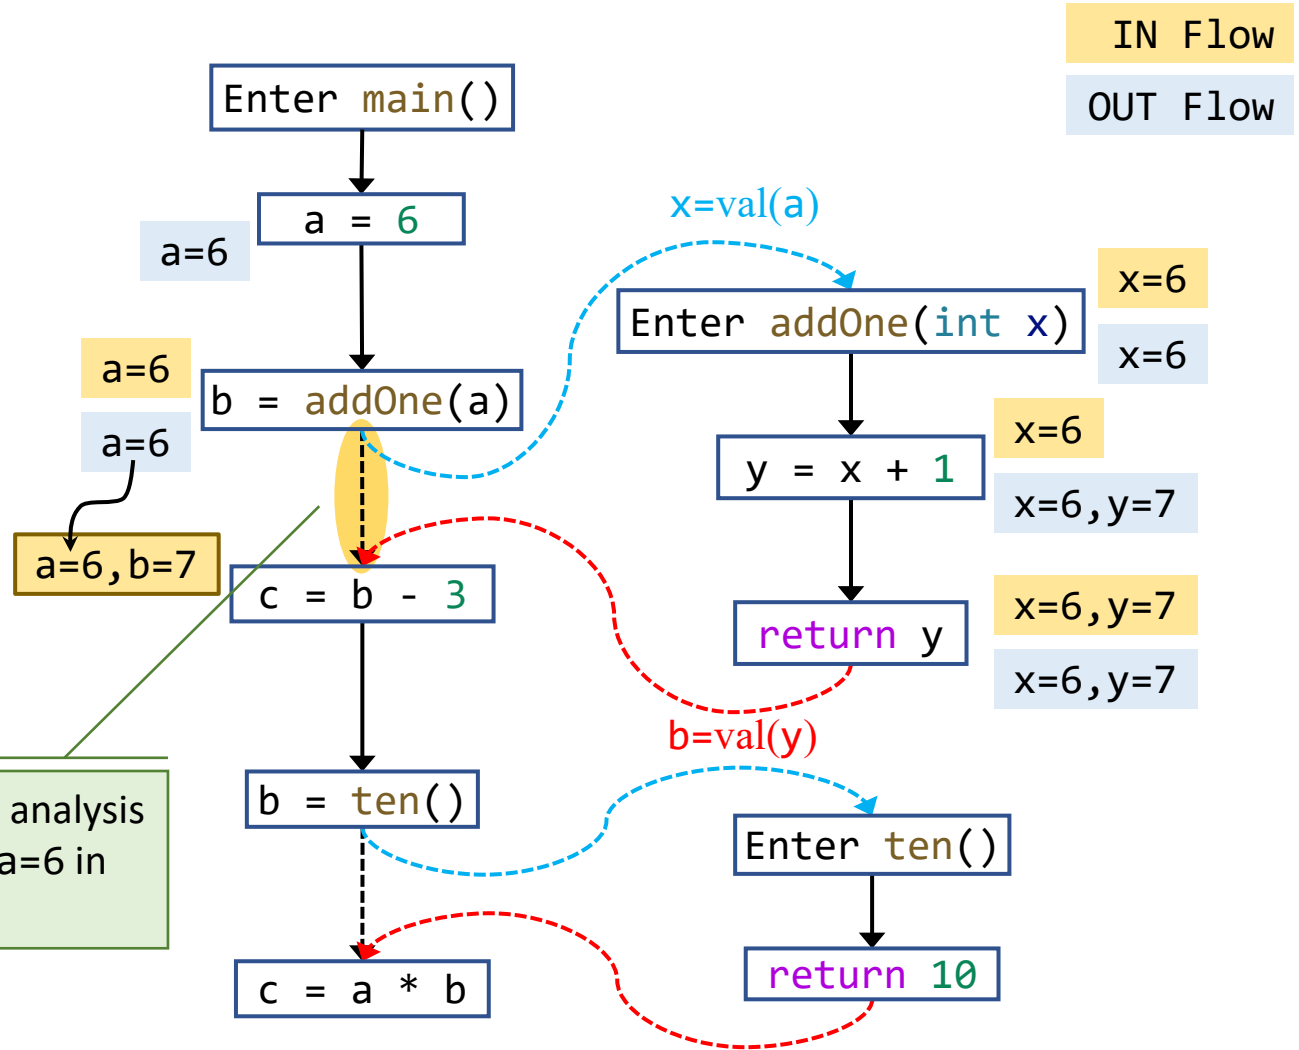 IN Flow
OUT Flow
Enter main()
a = 6
a=6
x=val(a)
a=6
b = addOne(a)
a=6
Enter addOne(int x)
x=6
x=6
y = x + 1
x=6
x=6,y=7
a=6,b=7
c = b - 3
return y
x=6,y=7
x=6,y=7
b=val(y)
b = ten()
analysis
a=6 in
Enter ten()
return 10
c = a * b